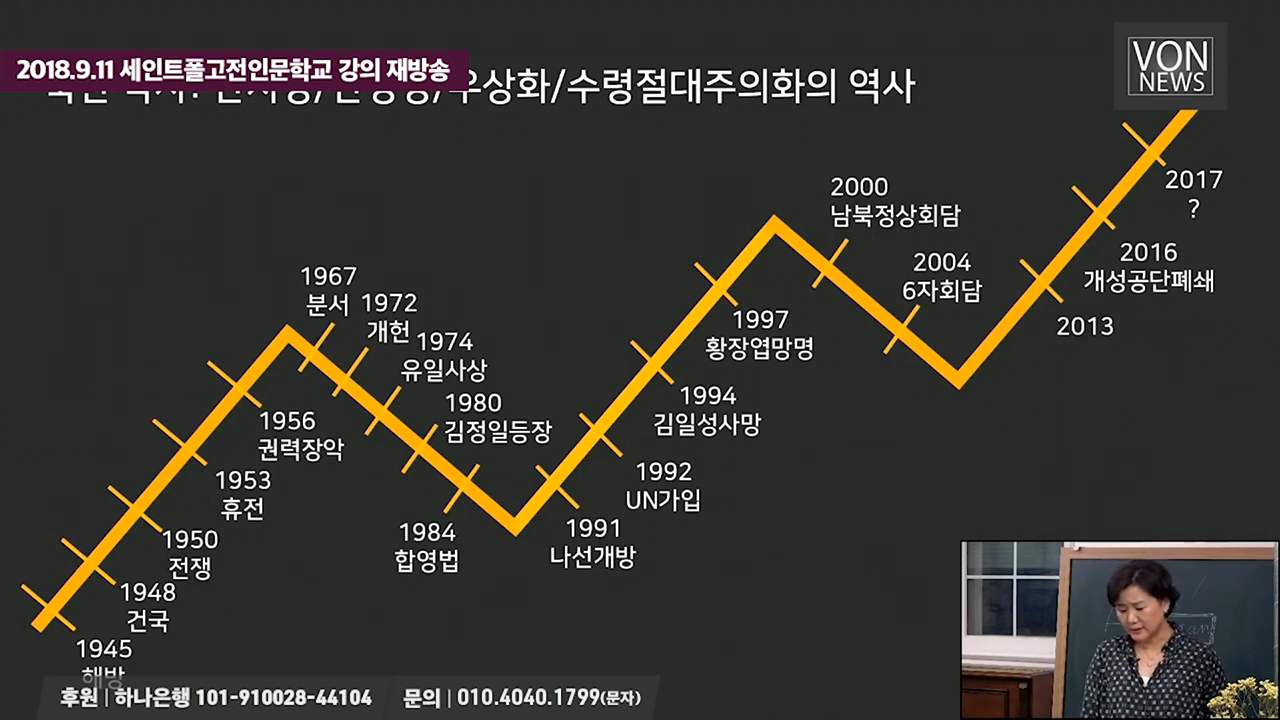 2018.9.11 세인트폴고전인문학교 강의 재방송
우상화/수령절대주의화의 역사
VON
NEWS
1945
해방
1948
건국
1950
전쟁
1953
휴전
1956
권력장악
1967
분서
1972
개헌
1974
유일사상
1980
김정일등장
1984
합영법
1991
나선개방
1992
UN가입
1994
김일성사망
1997
황장엽망명
2000
남북정상회담
2004
6자회담
2013
2016
개성공단폐쇄
2017
?
후원 | 하나은행 101-910028-44104 문의 | 010.4040.1799(문자)